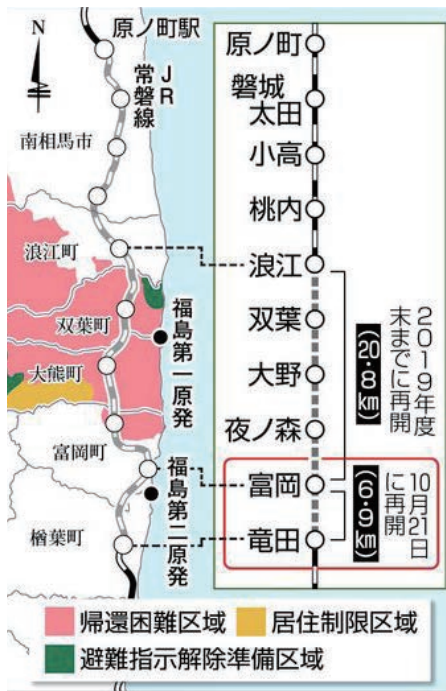 N
原ノ町駅
JR
常磐線
南相馬市
浪江町
双葉町
大熊町
富岡町
楢葉町
福島第一原発
福島第二原発
原ノ町
磐城
太田
小高
桃内
浪江
双葉
大野
夜ノ森
富岡
竜田
2019年度
末までに再開
(20・8km)
10月21日
に再開
(6・9km)
帰還困難区域
居住制限区域
避難指示解除準備区域